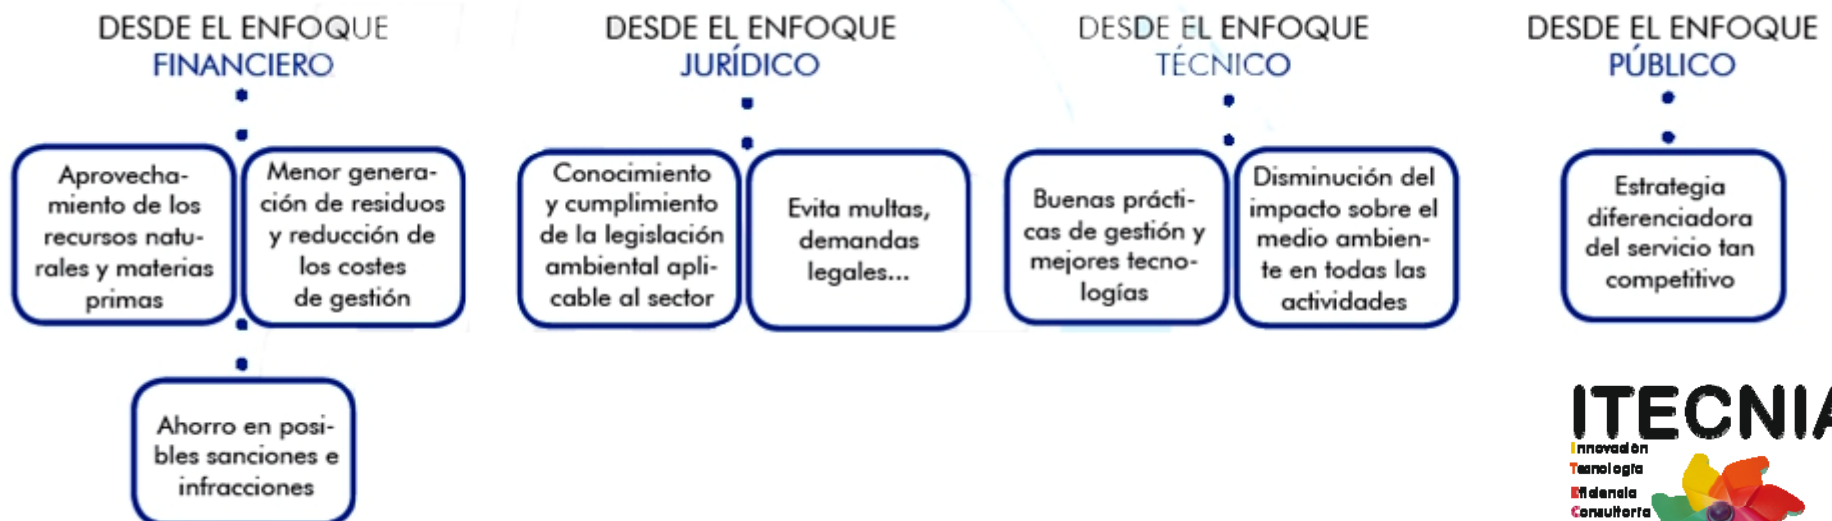 DESDE EL ENFOQUE
FINANCIERO
Aprovecha-
miento de los
recursos natu-
rales y materias
primas
Menor genera-
ción de residuos
y reducción de
los costes
de gestión
Ahorro en posi-
bles sanciones e
infracciones
DESDE EL ENFOQUE
JURÍDICO
Conocimiento
y cumplimiento
de la legislación
ambiental apli-
cable al sector
Evita multas,
demandas
legales...
DESDE EL ENFOQUE
TÉCNICO
Buenas prácti-
cas de gestión y
mejores tecno-
logías
Disminución del
impacto sobre el
medio ambien-
te en todas las
actividades
DESDE EL ENFOQUE
PÚBLICO
Estrategia
diferenciadora
del servicio tan
competitivo
ITECNIA
Innovación
Tecnología
Eficiencia
Consultoría